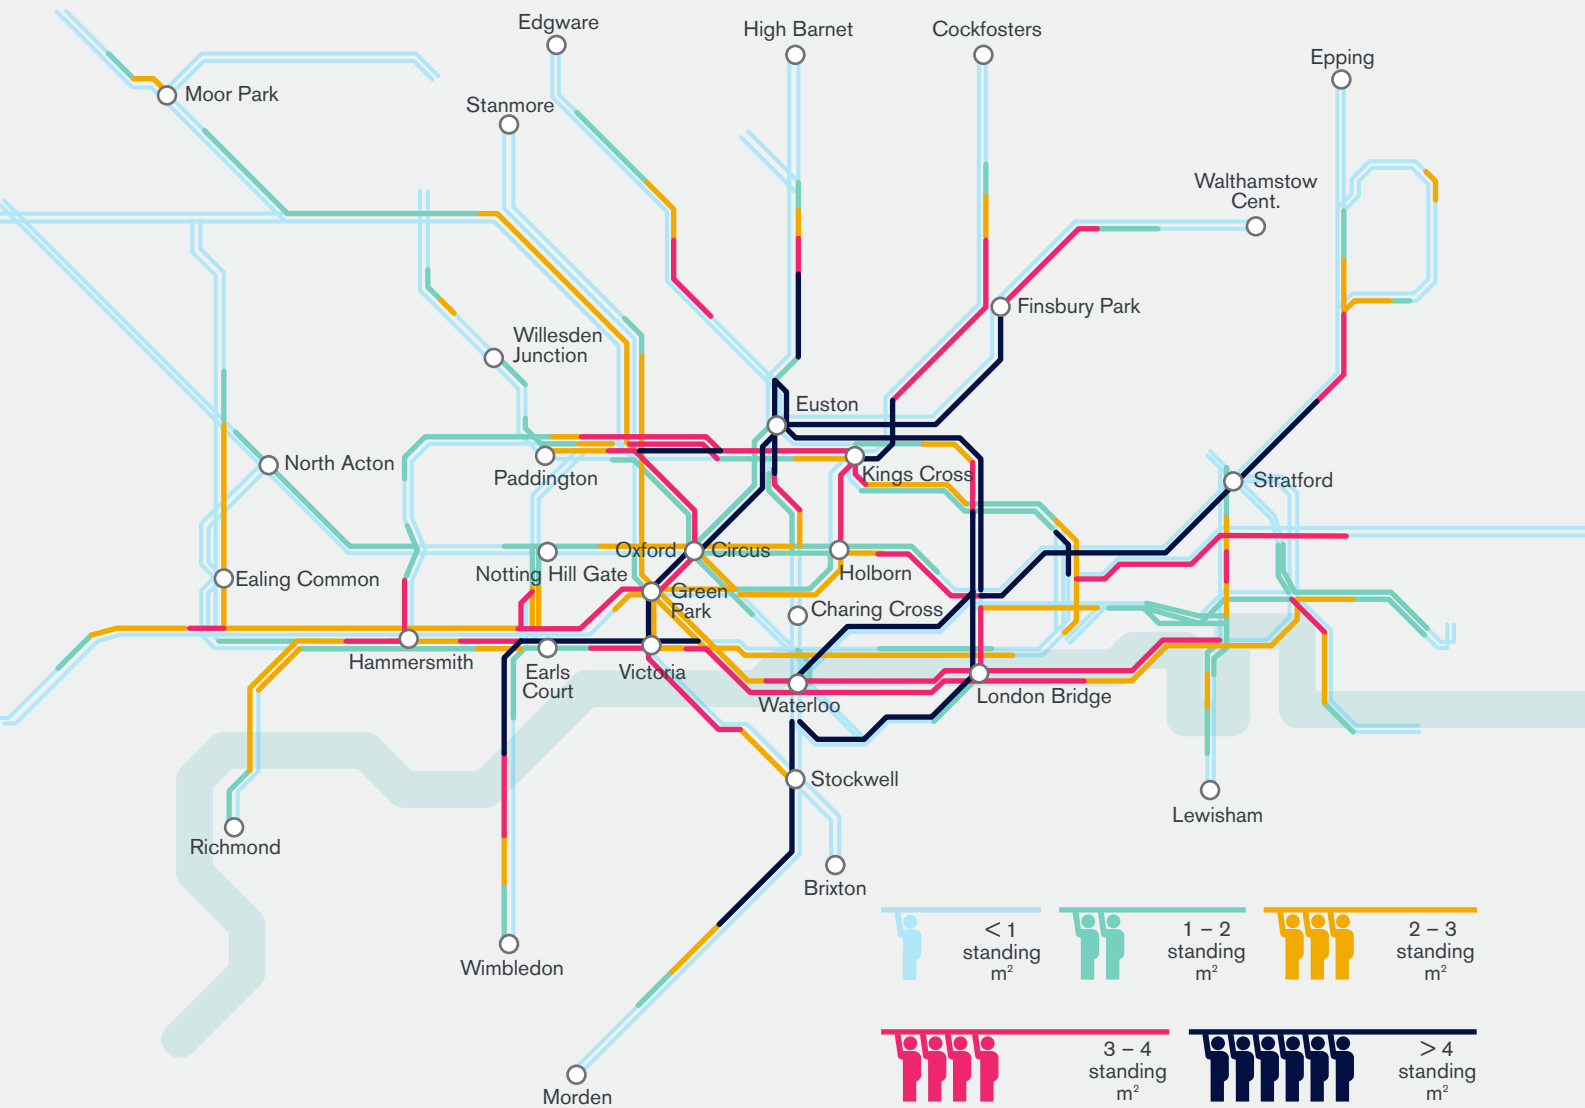 Edgware
High Barnet
Cockfosters
Epping
Moor Park
Stanmore
Walthamstow
Cent.
Finsbury Park
Willesden
Junction
Euston
North Acton
Paddington
Kings Cross
Stratford
Oxford
Circus
Notting Hill Gate
Holborn
Ealing Common
Green
Park
Charing Cross
Hammersmith
Earls
Court
Victoria
Waterloo
London Bridge
Stockwell
Richmond
Lewisham
Brixton
Wimbledon
Morden
< 1
standing
m²
1 – 2
standing
m²
2 – 3
standing
m²
3 – 4
standing
m²
> 4
standing
m²